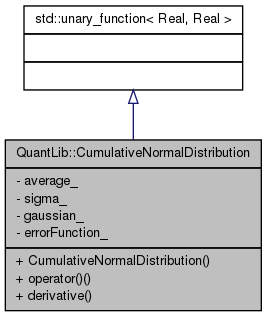 std::unary_function< Real, Real >
QuantLib::CumulativeNormalDistribution
- average_
- sigma_
- gaussian_
- errorFunction_
+ CumulativeNormalDistribution()
+ operator()()
+ derivative()